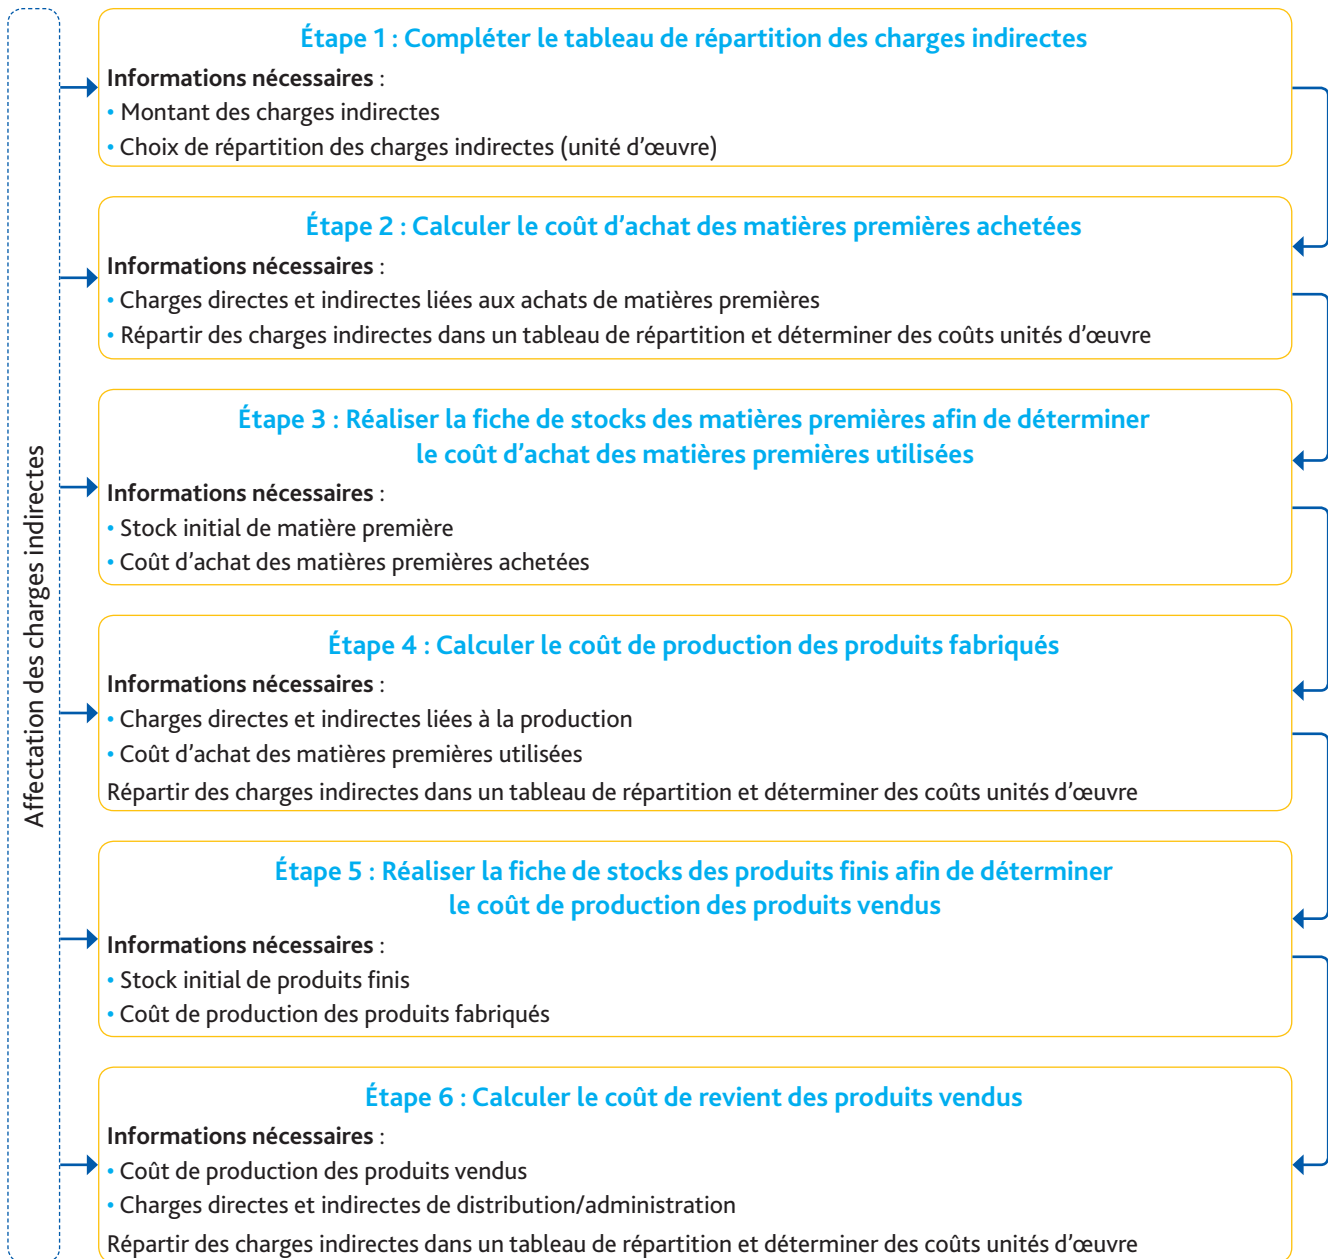 Affectation des charges indirectes
Étape 1 : Compléter le tableau de répartition des charges indirectes
Informations nécessaires :
• Montant des charges indirectes
• Choix de répartition des charges indirectes (unité d’œuvre)
Étape 2 : Calculer le coût d’achat des matières premières achetées
Informations nécessaires :
• Charges directes et indirectes liées aux achats de matières premières
• Répartir des charges indirectes dans un tableau de répartition et déterminer des coûts unités d’œuvre
Étape 3 : Réaliser la fiche de stocks des matières premières afin de déterminer
le coût d’achat des matières premières utilisées
Informations nécessaires :
• Stock initial de matière première
• Coût d’achat des matières premières achetées
Étape 4 : Calculer le coût de production des produits fabriqués
Informations nécessaires :
• Charges directes et indirectes liées à la production
• Coût d’achat des matières premières utilisées
Répartir des charges indirectes dans un tableau de répartition et déterminer des coûts unités d’œuvre
Étape 5 : Réaliser la fiche de stocks des produits finis afin de déterminer
le coût de production des produits vendus
Informations nécessaires :
• Stock initial de produits finis
• Coût de production des produits fabriqués
Étape 6 : Calculer le coût de revient des produits vendus
Informations nécessaires :
• Coût de production des produits vendus
• Charges directes et indirectes de distribution/administration
Répartir des charges indirectes dans un tableau de répartition et déterminer des coûts unités d’œuvre